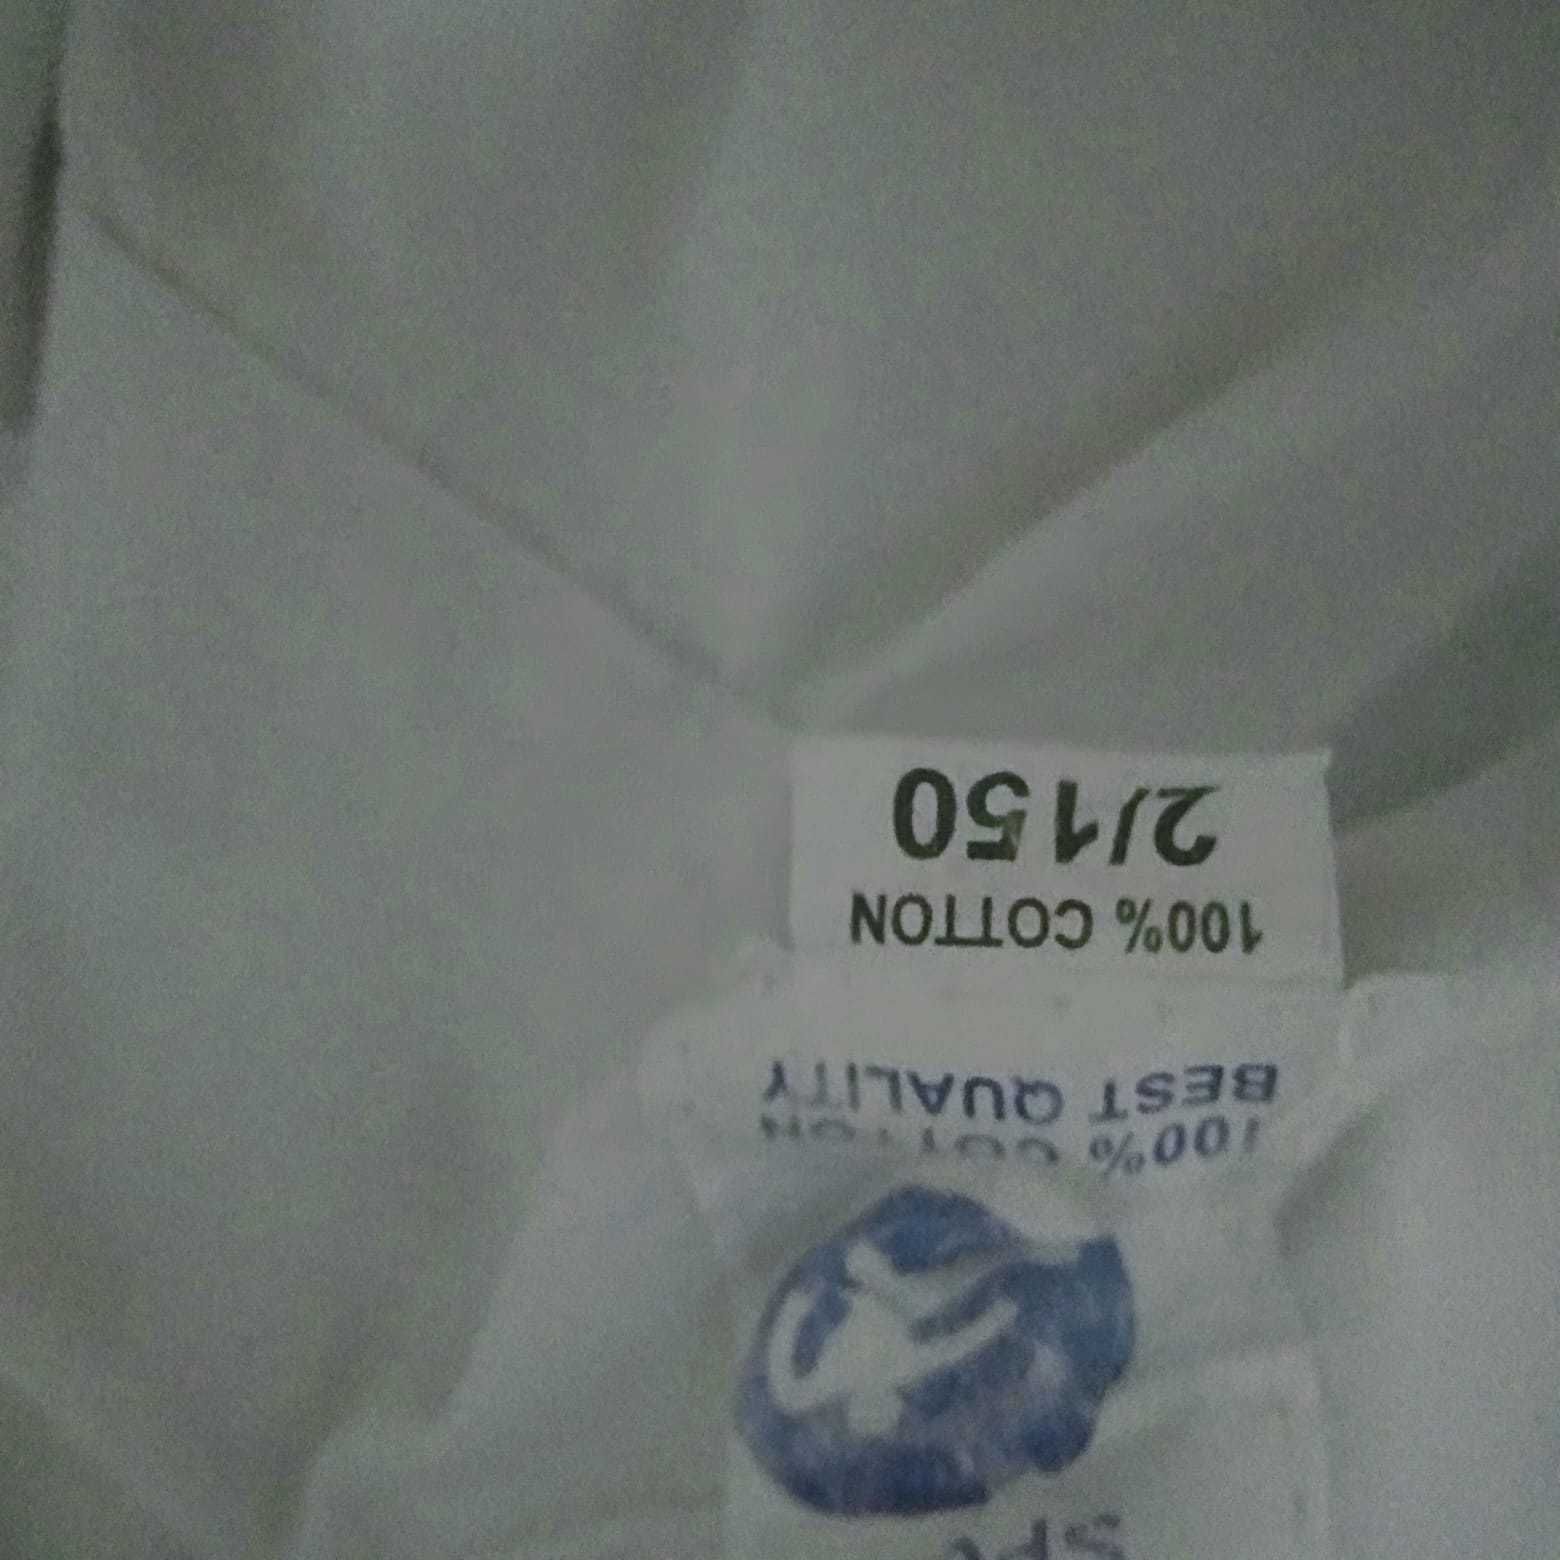 2/150
100% COTTON
BEST QUALITY
100% COTTON